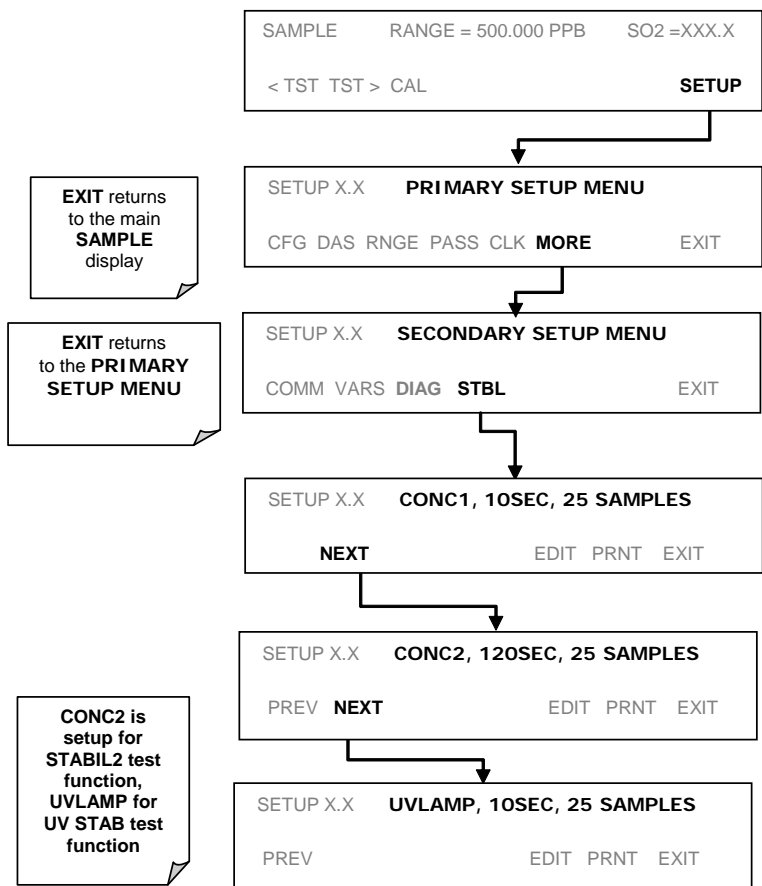 SAMPLE RANGE = 500.000 PPB SO2 =XXX.X
< TST TST > CAL SETUP
EXIT returns
to the main
SAMPLE
display
SETUP X.X PRIMARY SETUP MENU
CFG DAS RNGE PASS CLK MORE EXIT
EXIT returns
to the PRIMARY
SETUP MENU
SETUP X.X SECONDARY SETUP MENU
COMM VARS DIAG STBL EXIT
SETUP X.X CONC1, 10SEC, 25 SAMPLES
NEXT EDIT PRNT EXIT
SETUP X.X CONC2, 120SEC, 25 SAMPLES
PREV NEXT EDIT PRNT EXIT
CONC2 is
setup for
STABIL2 test
function,
UVLAMP for
UV STAB test
function
SETUP X.X UVLAMP, 10SEC, 25 SAMPLES
PREV EDIT PRNT EXIT